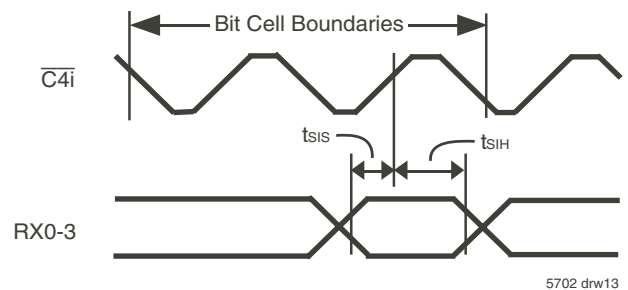 Bit Cell Boundaries
C4i
tSIS
tSIH
RX0-3
5702 drw13